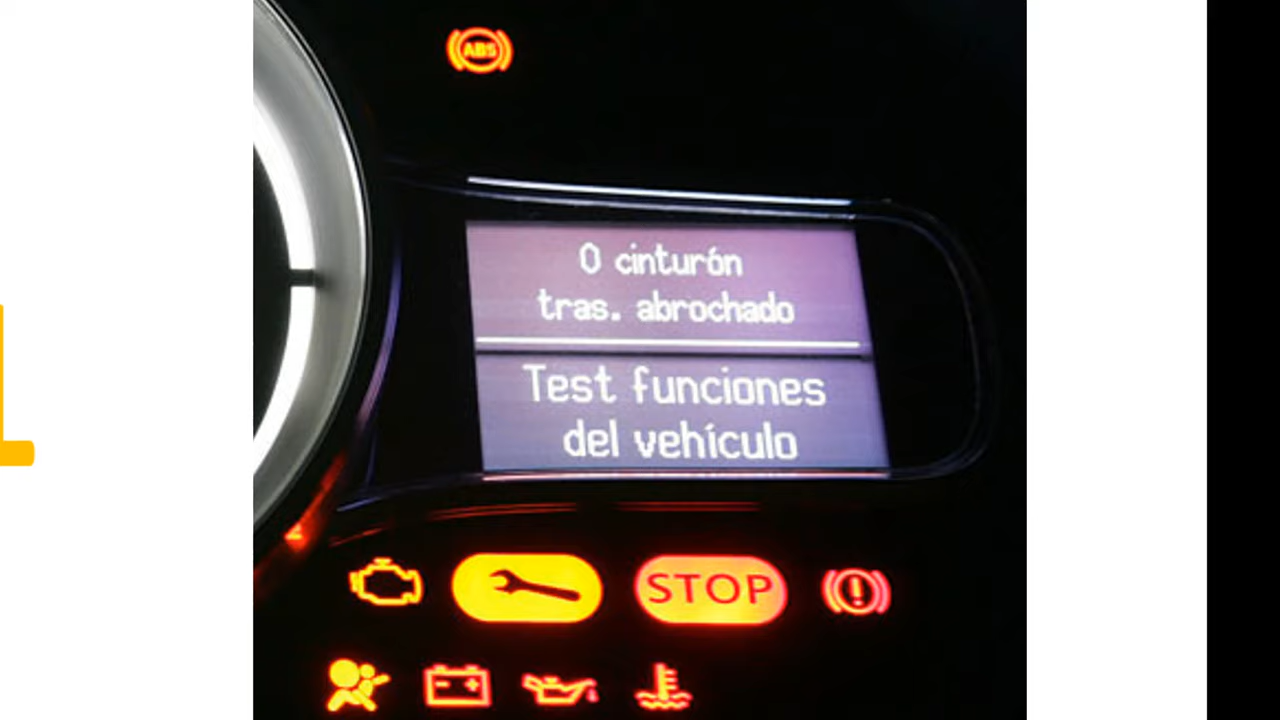 ABS
0 cinturón
tras. abrochado
Test funciones
del vehículo
STOP